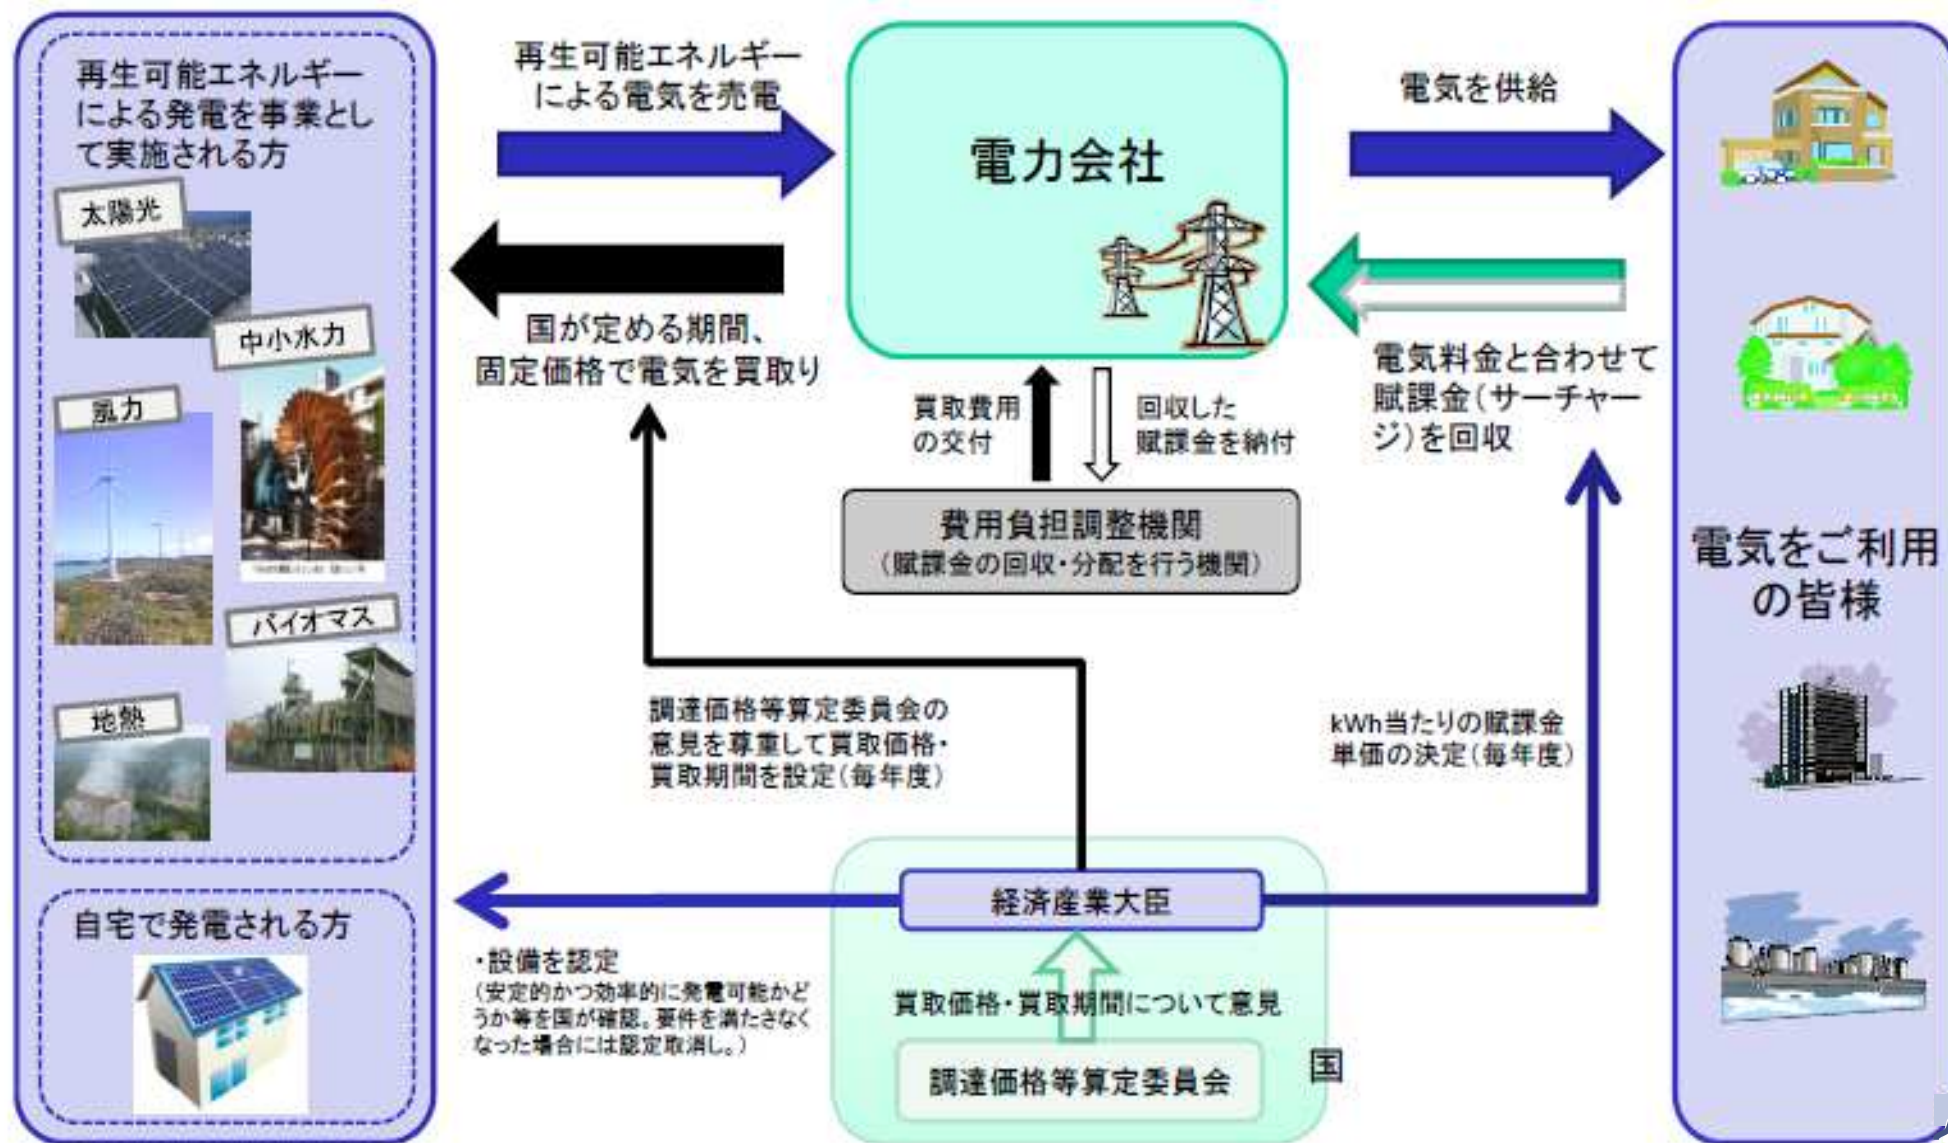 再生可能エネルギー
による発電を事業とし
て実施される方
太陽光
中小水力
風力
バイオマス
地熱
自宅で発電される方
再生可能エネルギー
による電気を売電
国が定める期間、
固定価格で電気を買取り
電力会社
買取費用
の交付
回収した
賦課金を納付
費用負担調整機関
（賦課金の回収・分配を行う機関）
電気を供給
電気料金と合わせて
賦課金（サーチャー
ジ）を回収
電気をご利用
の皆様
調達価格等算定委員会の
意見を尊重して買取価格・
買取期間を設定（毎年度）
kWh当たりの賦課金
単価の決定（毎年度）
経済産業大臣
・設備を認定
（安定的かつ効率的に発電可能かど
うか等を国が確認。要件を満たさなく
なった場合には認定取消し。）
買取価格・買取期間について意見
調達価格等算定委員会
国